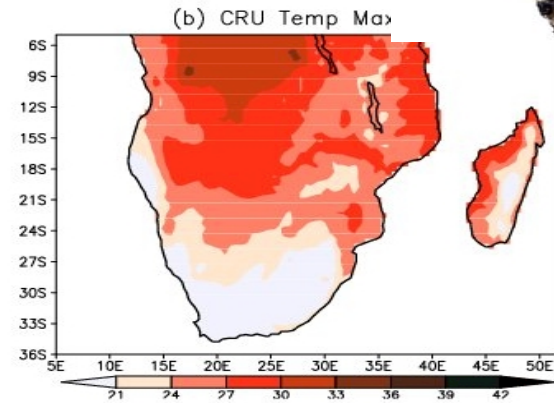 (b) CRU Temp Max
6S
9S
12S
15S
18S
21S
24S
27S
30S
33S
36S
5E 10E 15E 20E 25E 30E 35E 40E 45E 50E
21 24 27 30 33 36 39 42